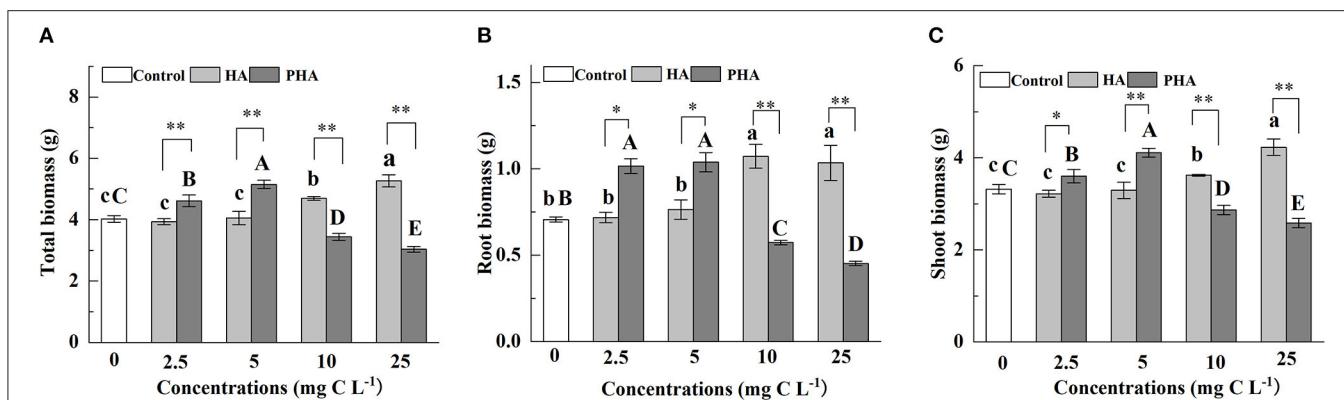 A
Control HA PHA
Total biomass (g)
8
6
4
2
0
c C
c
B
**
c
A
**
b
D
**
a
E
**
0 2.5 5 10 25
Concentrations (mg C L-1)
B
Control HA PHA
Root biomass (g)
1.5
1.0
0.5
0.0
b B
b
A
*
b
A
*
a
C
**
a
D
**
0 2.5 5 10 25
Concentrations (mg C L-1)
C
Control HA PHA
Shoot biomass (g)
6
4
2
0
c C
c
B
*
c
A
**
b
D
**
a
E
**
0 2.5 5 10 25
Concentrations (mg C L-1)